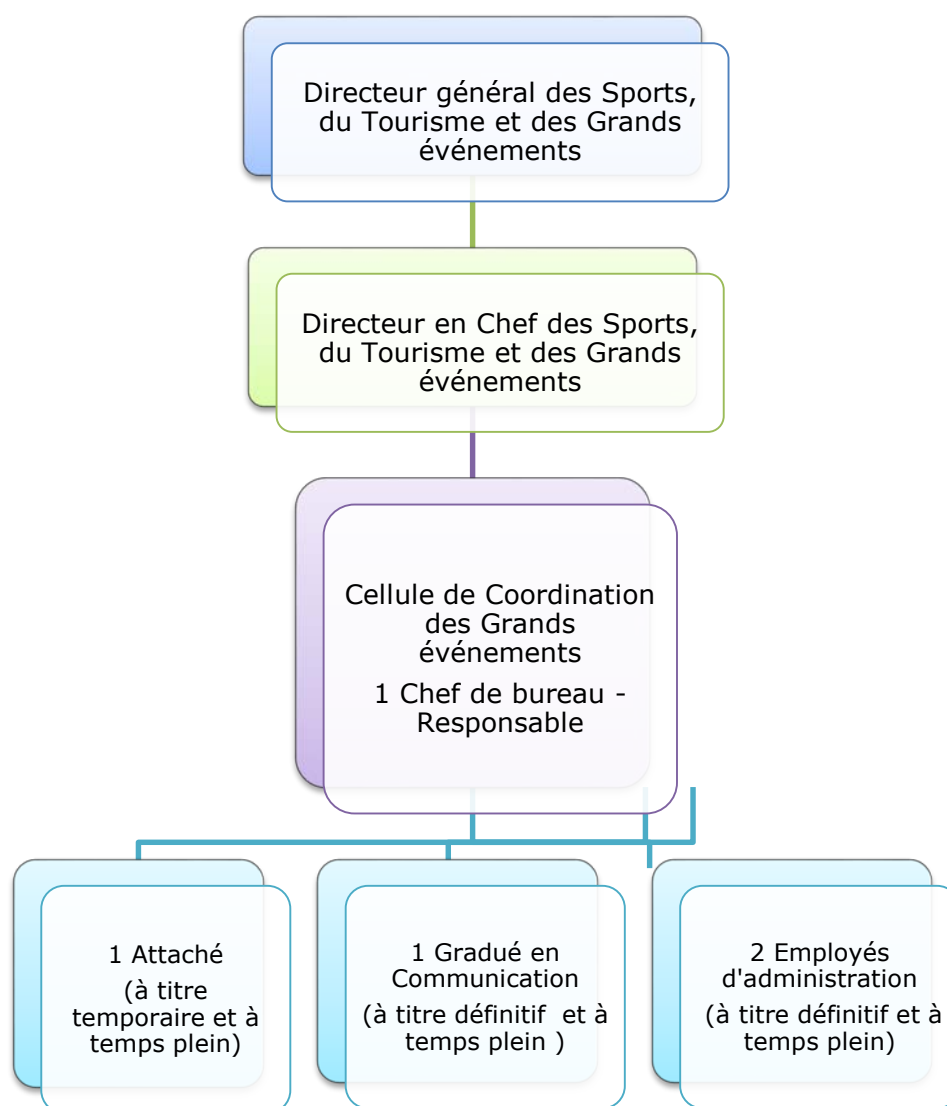 Directeur général des Sports,
du Tourisme et des Grands
événements
Directeur en Chef des Sports,
du Tourisme et des Grands
événements
Cellule de Coordination
des Grands
événements
1 Chef de bureau -
Responsable
1 Attaché
(à titre
temporaire et à
temps plein)
1 Gradué en
Communication
(à titre définitif  et à
temps plein )
2 Employés
d'administration
(à titre définitif et à
temps plein)